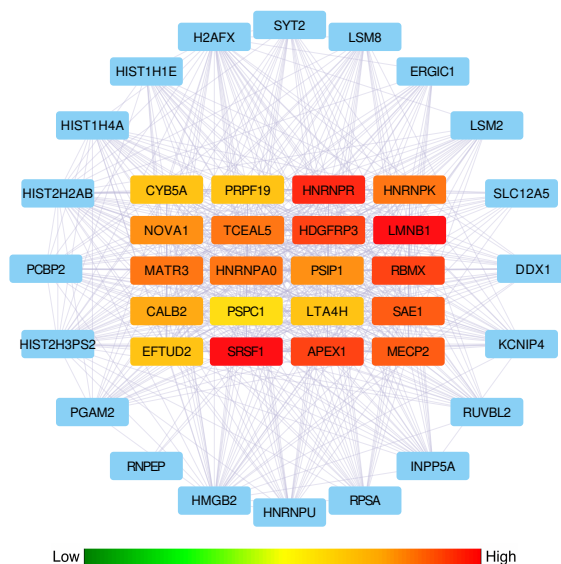 SYT2
H2AFX
LSM8
HIST1H1E
ERGIC1
HIST1H4A
LSM2
HIST2H2AB
CYB5A
PRPF19
HNRNPR
HNRNPK
SLC12A5
NOVA1
TCEAL5
HDGFRP3
LMNB1
PCBP2
MATR3
HNRNPA0
PSIP1
RBMX
DDX1
CALB2
PSPC1
LTA4H
SAE1
HIST2H3PS2
EFTUD2
SRSF1
APEX1
MECP2
KCNIP4
PGAM2
RUVBL2
RNPEP
INPP5A
HMGB2
HNRNPU
RPSA
Low
High